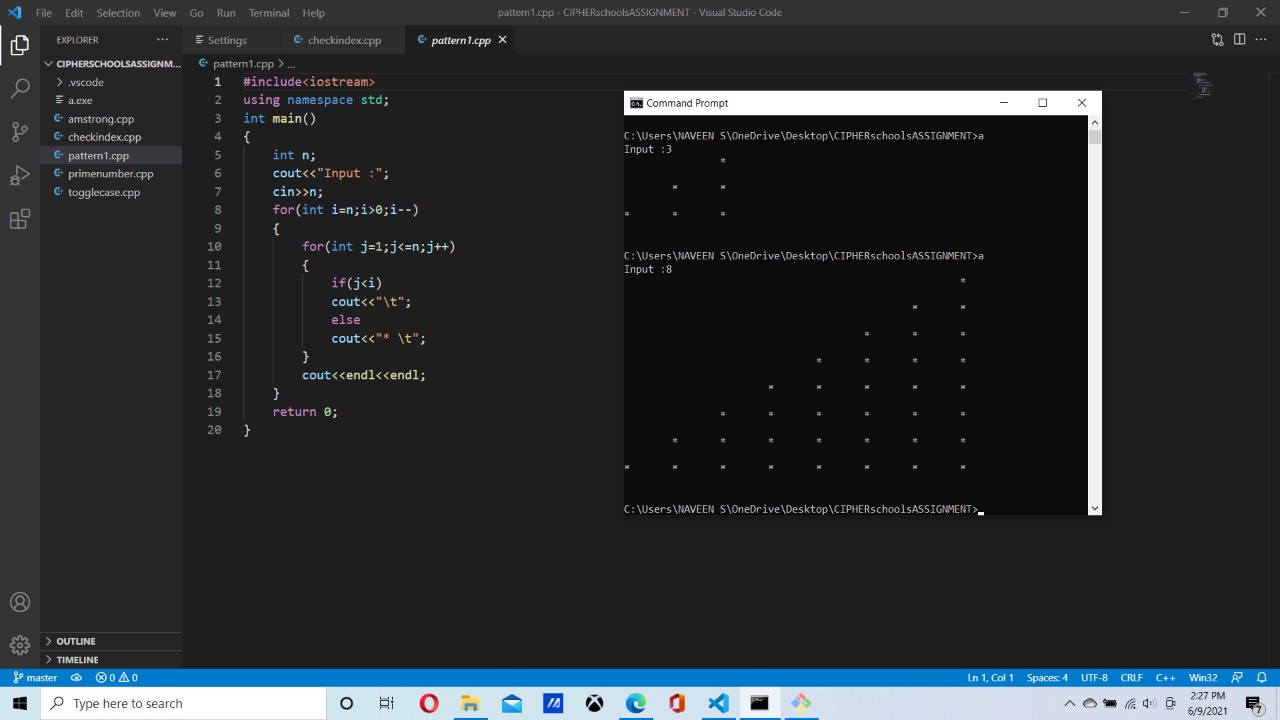 File Edit Selection View Go Run Terminal Help
pattern1.cpp - CIPHERschoolsASSIGNMENT - Visual Studio Code
EXPLORER ...
Settings
checkindex.cpp
pattern1.cpp
CIPHERSCHOOLSASSIGNM...
.vscode
a.exe
amstrong.cpp
checkindex.cpp
pattern1.cpp
primenumber.cpp
togglecase.cpp
OUTLINE
TIMELINE
pattern1.cpp > ...
1 #include<iostream>
2 using namespace std;
3 int main()
4 {
5 int n;
6 cout<<"Input :";
7 cin>>n;
8 for(int i=n;i>0;i--)
9 {
10 for(int j=1;j<=n;j++)
11 {
12 if(j<i)
13 cout<<"\t";
14 else
15 cout<<"* \t";
16 }
17 cout<<endl<<endl;
18 }
19 return 0;
20 }
Command Prompt
C:\Users\NAVEEN S\OneDrive\Desktop\CIPHERschoolsASSIGNMENT>a
Input :3
*
* *
* * *
C:\Users\NAVEEN S\OneDrive\Desktop\CIPHERschoolsASSIGNMENT>a
Input :8
*
* *
* * *
* * * *
* * * * *
* * * * * *
* * * * * * *
* * * * * * * *
C:\Users\NAVEEN S\OneDrive\Desktop\CIPHERschoolsASSIGNMENT>_
master 0 0
Ln 1, Col 1 Spaces: 4 UTF-8 CRLF C++ Win32
Type here to search
27 PM
6/9/2021
7